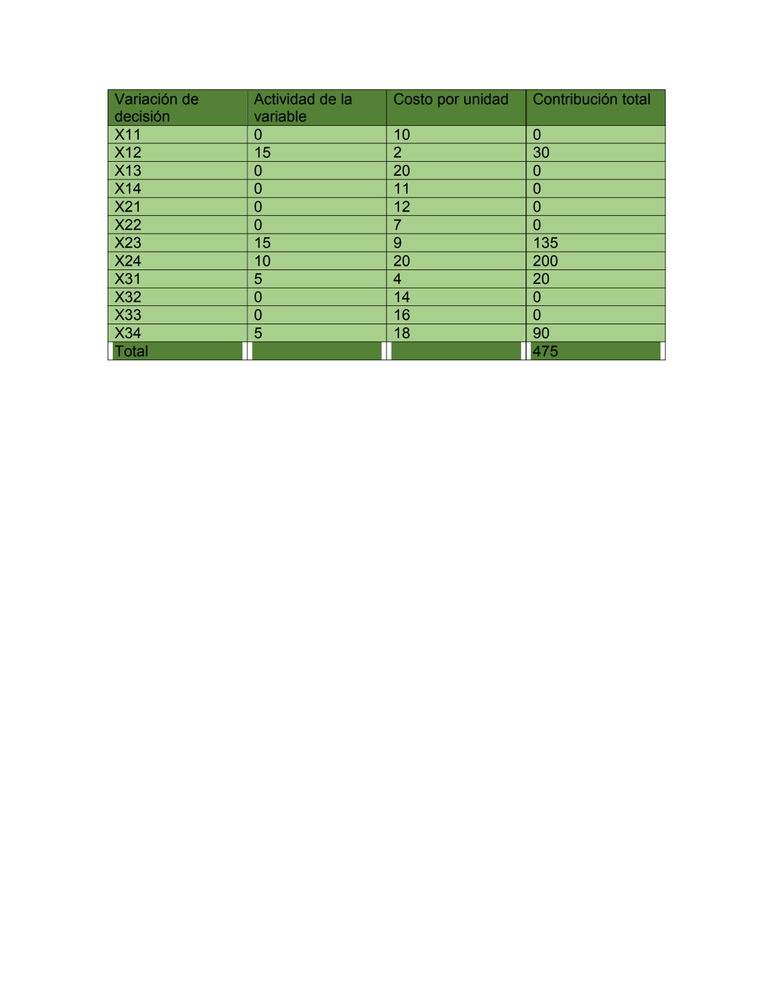 Variación de decisión Actividad de la variable Costo por unidad Contribución total
X11 0 10 0
X12 15 2 30
X13 0 20 0
X14 0 11 0
X21 0 12 0
X22 0 7 0
X23 15 9 135
X24 10 20 200
X31 5 4 20
X32 0 14 0
X33 0 16 0
X34 5 18 90
Total 475